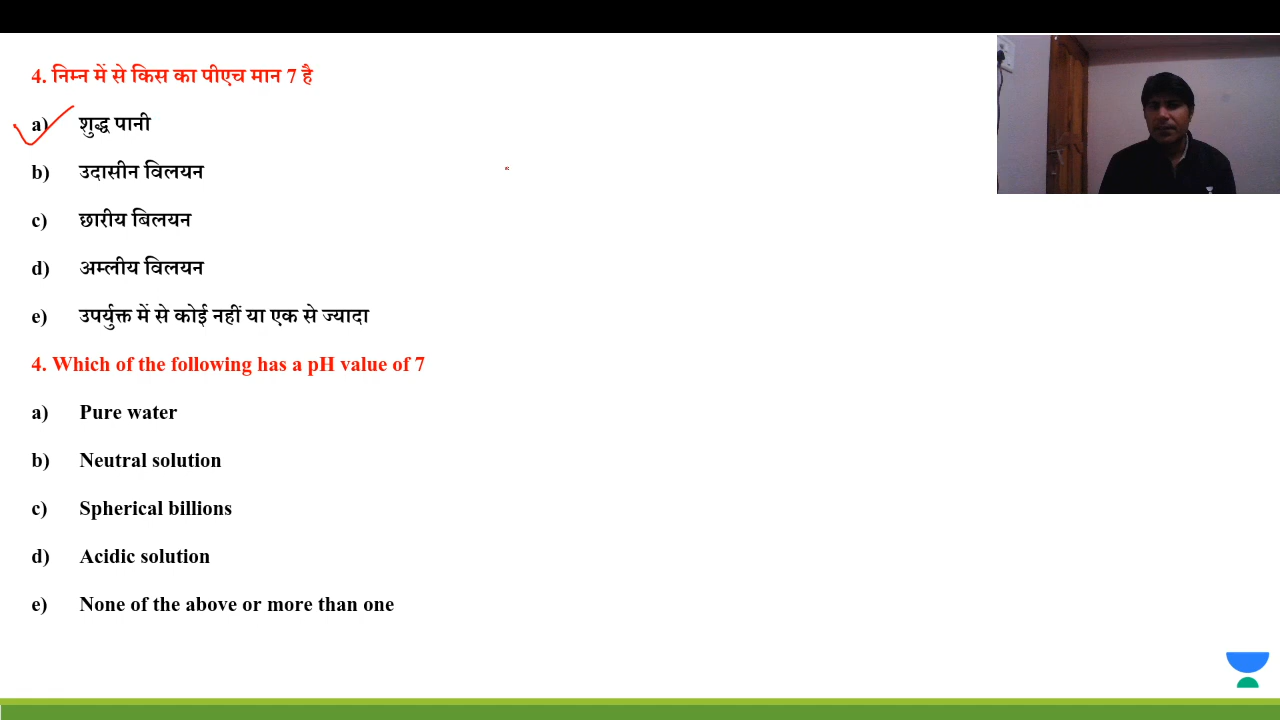 4. निम्न में से किस का पीएच मान 7 है
a) शुद्ध पानी
b) उदासीन विलयन
c) छारीय बिलयन
d) अम्लीय विलयन
e) उपर्युक्त में से कोई नहीं या एक से ज्यादा
4. Which of the following has a pH value of 7
a) Pure water
b) Neutral solution
c) Spherical billions
d) Acidic solution
e) None of the above or more than one